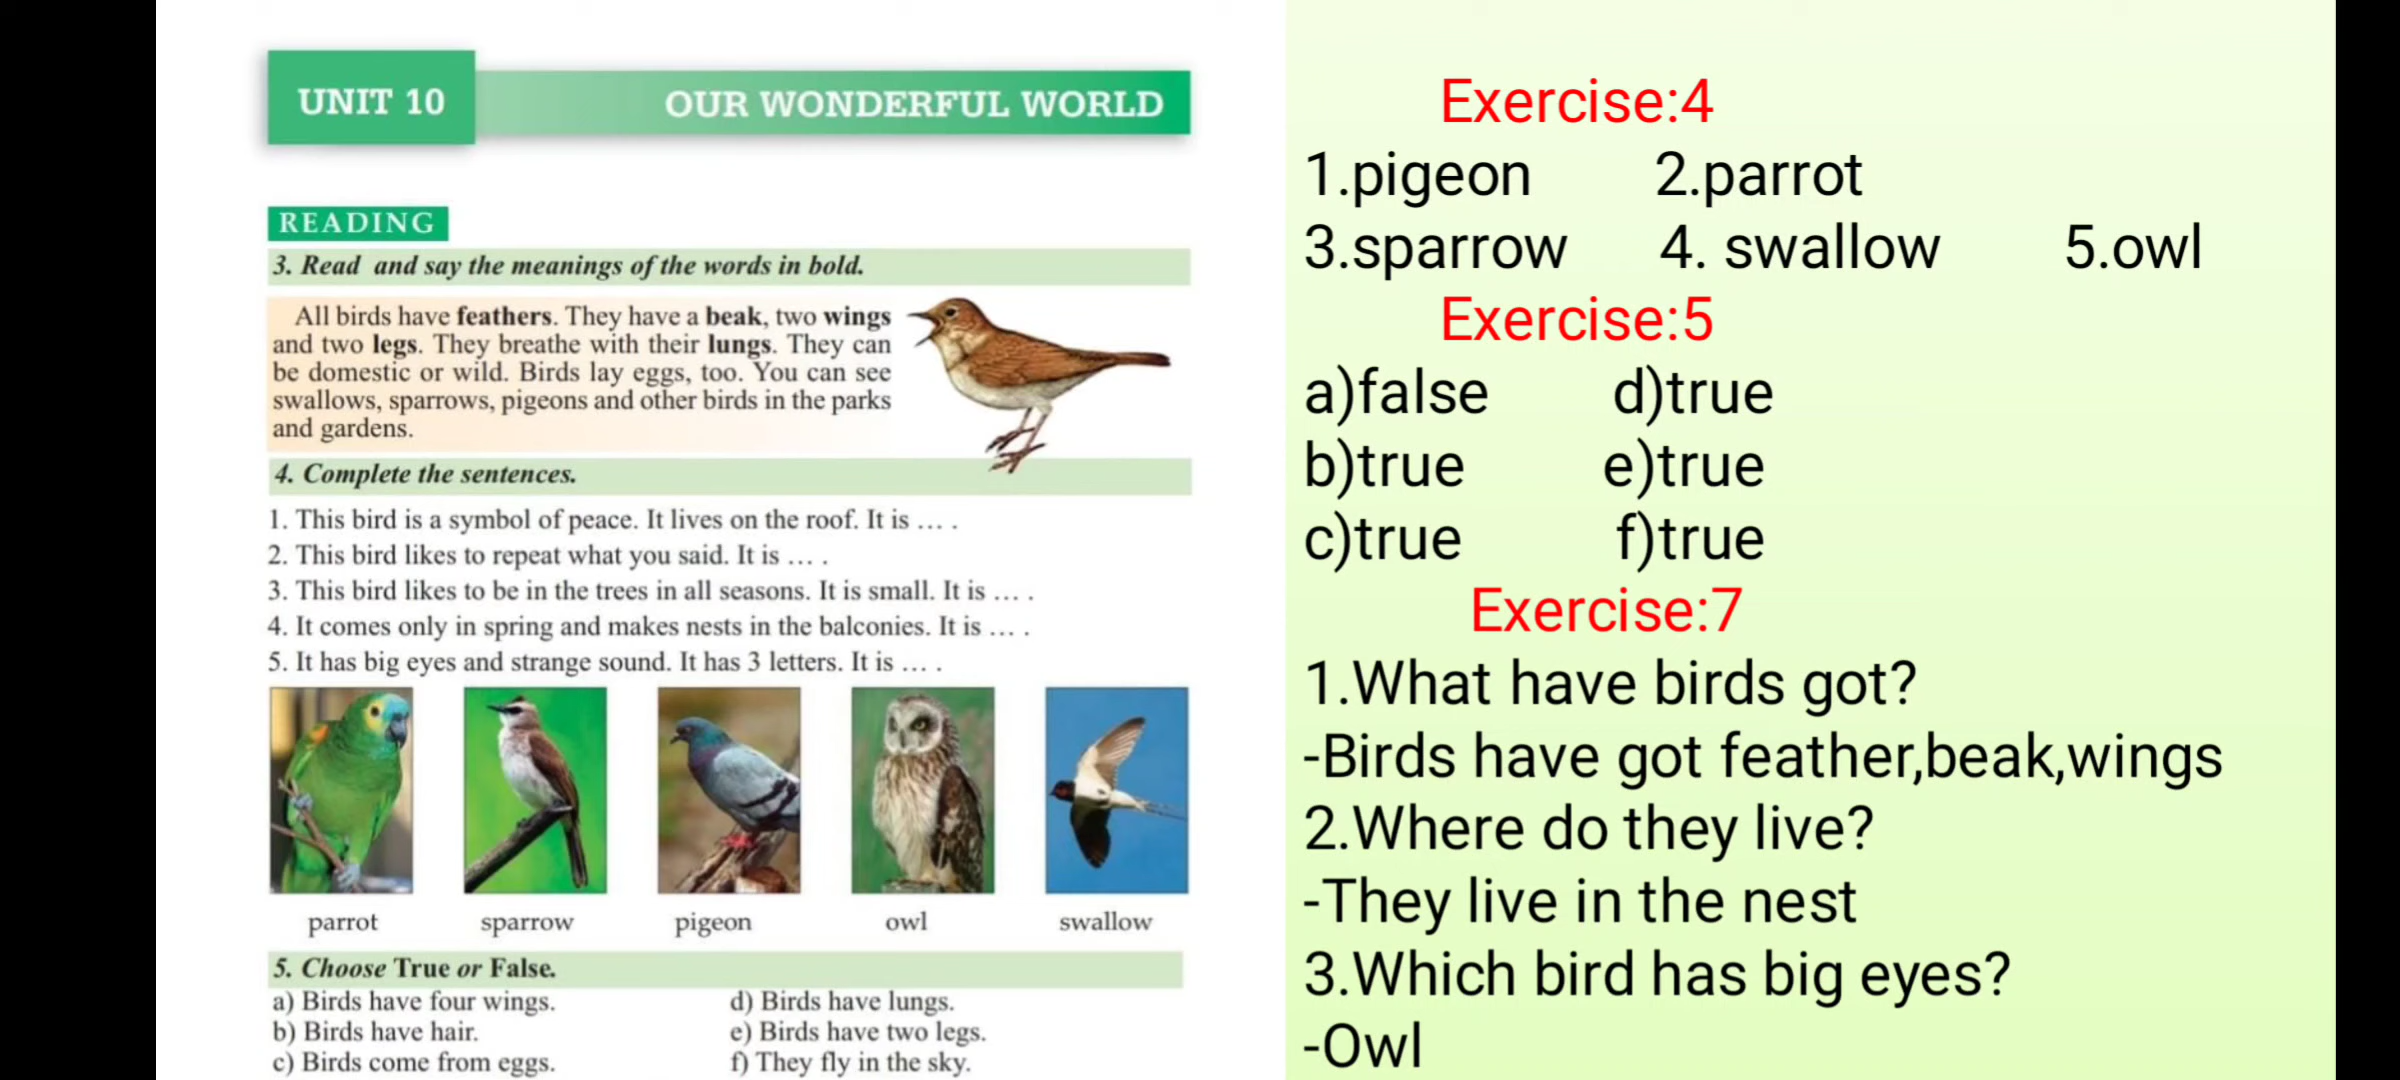 UNIT 10
OUR WONDERFUL WORLD
READING
3. Read and say the meanings of the words in bold.
All birds have feathers. They have a beak, two wings
and two legs. They breathe with their lungs. They can
be domestic or wild. Birds lay eggs, too. You can see
swallows, sparrows, pigeons and other birds in the parks
and gardens.
4. Complete the sentences.
1. This bird is a symbol of peace. It lives on the roof. It is ... .
2. This bird likes to repeat what you said. It is ... .
3. This bird likes to be in the trees in all seasons. It is small. It is ... .
4. It comes only in spring and makes nests in the balconies. It is ... .
5. It has big eyes and strange sound. It has 3 letters. It is ... .
parrot sparrow pigeon owl swallow
5. Choose True or False.
a) Birds have four wings.
b) Birds have hair.
c) Birds come from eggs.
d) Birds have lungs.
e) Birds have two legs.
f) They fly in the sky.
Exercise:4
1.pigeon 2.parrot
3.sparrow 4. swallow 5.owl
Exercise:5
a)false d)true
b)true e)true
c)true f)true
Exercise:7
1.What have birds got?
-Birds have got feather,beak,wings
2.Where do they live?
-They live in the nest
3.Which bird has big eyes?
-Owl